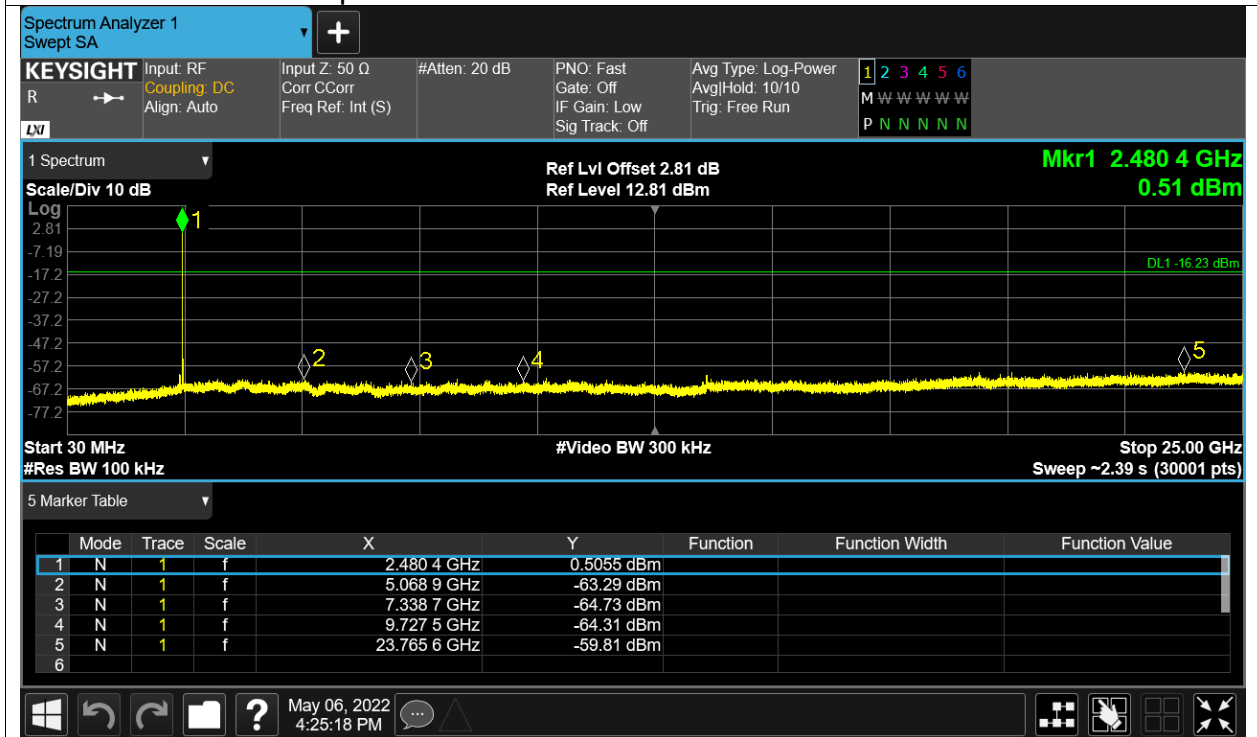 Spectrum Analyzer 1
Swept SA
+
KEYSIGHT Input: RF Input Z: 50 Ω #Atten: 20 dB PNO: Fast Avg Type: Log-Power 1 2 3 4 5 6
R Coupling: DC Corr CCorr Gate: Off Avg|Hold: 10/10 M W W W W W
Align: Auto Freq Ref: Int (S) IF Gain: Low Trig: Free Run
LXI Sig Track: Off P N N N N N
1 Spectrum Ref Lvl Offset 2.81 dB Mkr1 2.480 4 GHz
Scale/Div 10 dB Ref Level 12.81 dBm 0.51 dBm
Log
1
2.81
-7.19
DL1 -16.23 dBm
-17.2
-27.2
-37.2
-47.2
2 3 4 5
-57.2
-67.2
-77.2
Start 30 MHz #Video BW 300 kHz Stop 25.00 GHz
#Res BW 100 kHz Sweep ~2.39 s (30001 pts)
5 Marker Table
Mode Trace Scale X Y Function Function Width Function Value
1 N 1 f 2.480 4 GHz 0.5055 dBm
2 N 1 f 5.068 9 GHz -63.29 dBm
3 N 1 f 7.338 7 GHz -64.73 dBm
4 N 1 f 9.727 5 GHz -64.31 dBm
5 N 1 f 23.765 6 GHz -59.81 dBm
6
? May 06, 2022
4:25:18 PM